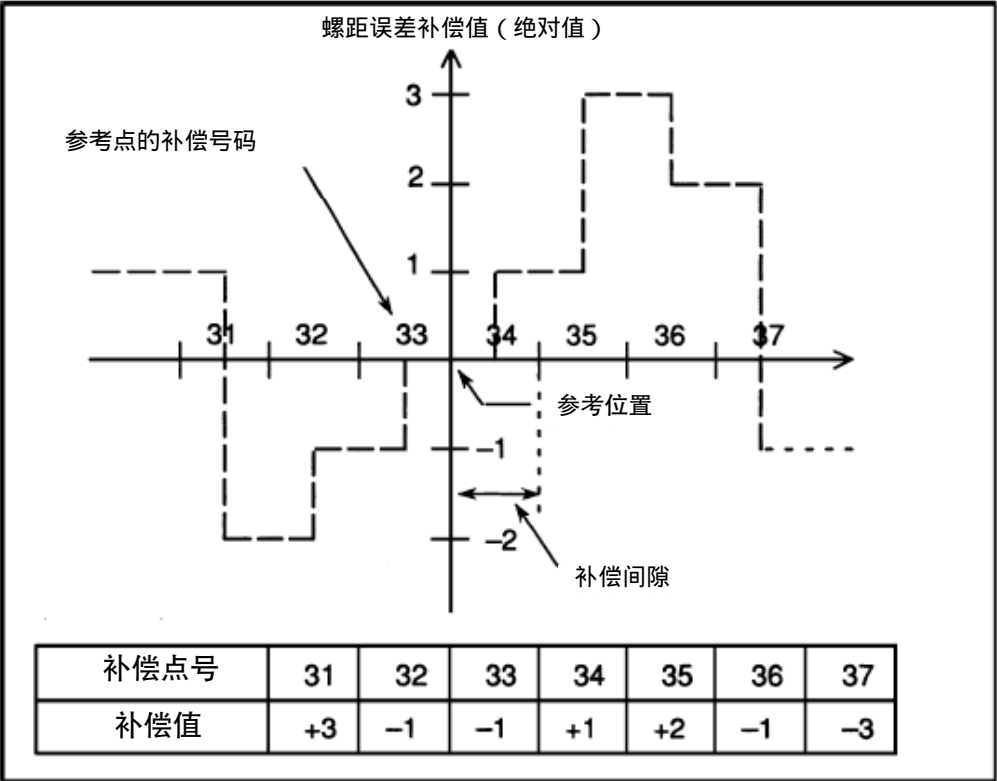 螺距误差补偿值（绝对值）
3
参考点的补偿号码
2
1
31 32 33 34 35 36 37
参考位置
−1
−2
补偿间隙
补偿点号 31 32 33 34 35 36 37
补偿值 +3 −1 −1 +1 +2 −1 −3